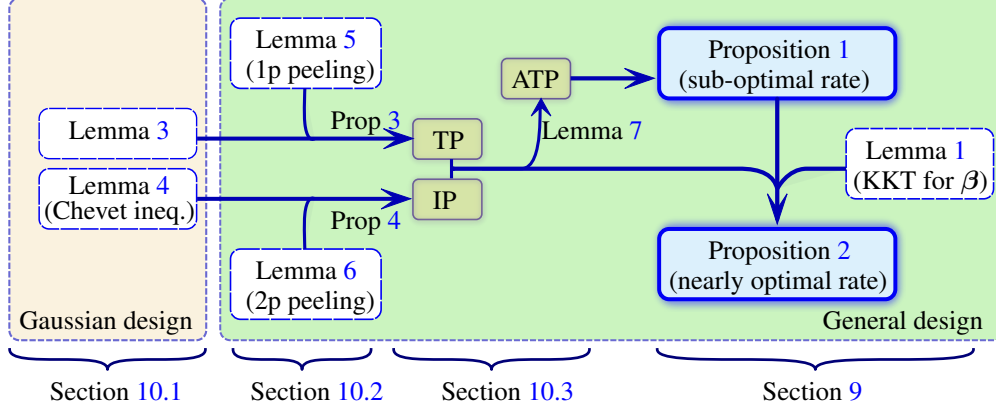 Lemma 5
(1p peeling)
Proposition 1
(sub-optimal rate)
ATP
Lemma 3
Prop 3
TP
Lemma 7
Lemma 1
(KKT for β)
Lemma 4
(Chevet ineq.)
IP
Prop 4
Lemma 6
(2p peeling)
Proposition 2
(nearly optimal rate)
Gaussian design
General design
Section 10.1
Section 10.2
Section 10.3
Section 9